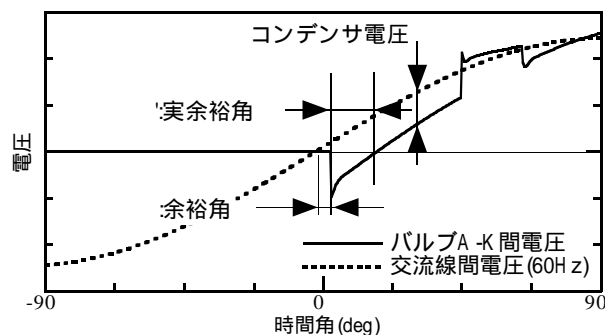 コンデンサ電圧
':実余裕角
:余裕角
電圧
バルブA-K間電圧
交流線間電圧(60Hz)
-90
0
90
時間角(deg)